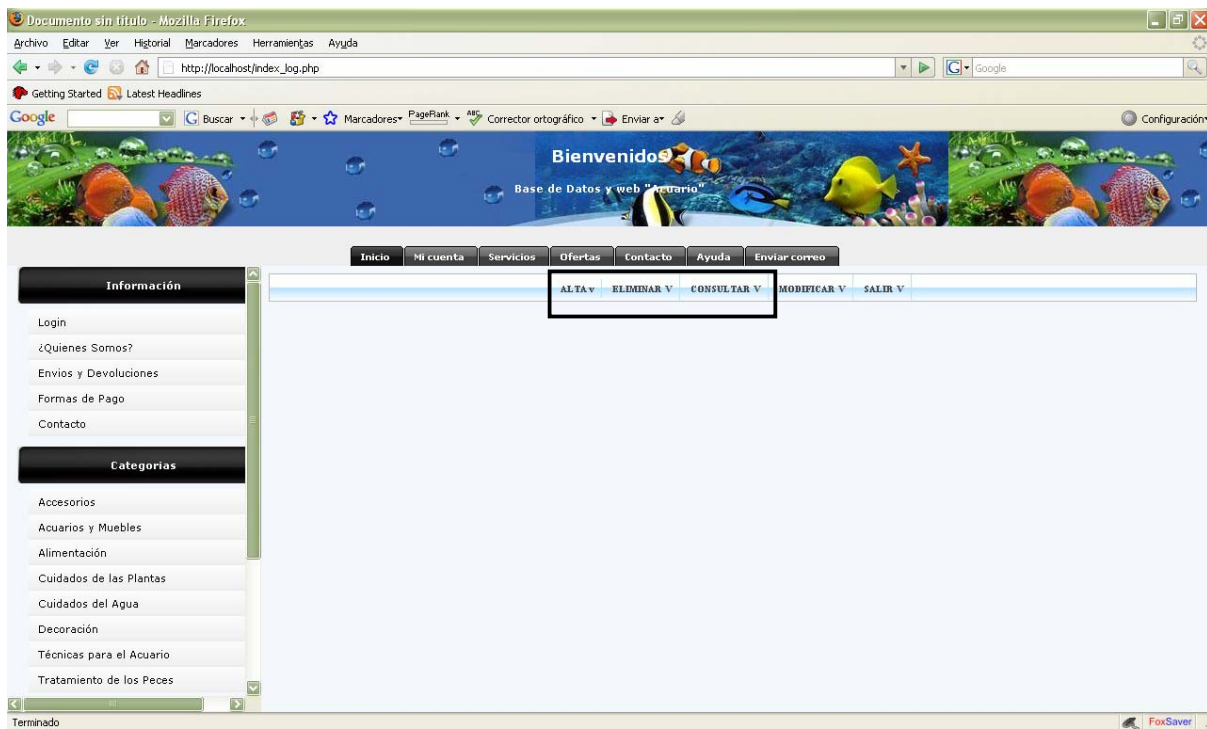 Documento sin título - Mozilla Firefox
Archivo Editar Ver Historial Marcadores Herramientas Ayuda
http://localhost/index_log.php
Google
Getting Started Latest Headlines
Google Buscar Marcadores PageRank ABC Corrector ortográfico Enviar a Configuración
Bienvenidos
Base de Datos y web "Acuario"
Inicio Mi cuenta Servicios Ofertas Contacto Ayuda Enviar correo
Información
ALTA v ELIMINAR V CONSULTAR V MODIFICAR V SALIR V
Login
¿Quienes Somos?
Envios y Devoluciones
Formas de Pago
Contacto
Categorias
Accesorios
Acuarios y Muebles
Alimentación
Cuidados de las Plantas
Cuidados del Agua
Decoración
Técnicas para el Acuario
Tratamiento de los Peces
Terminado FoxSaver